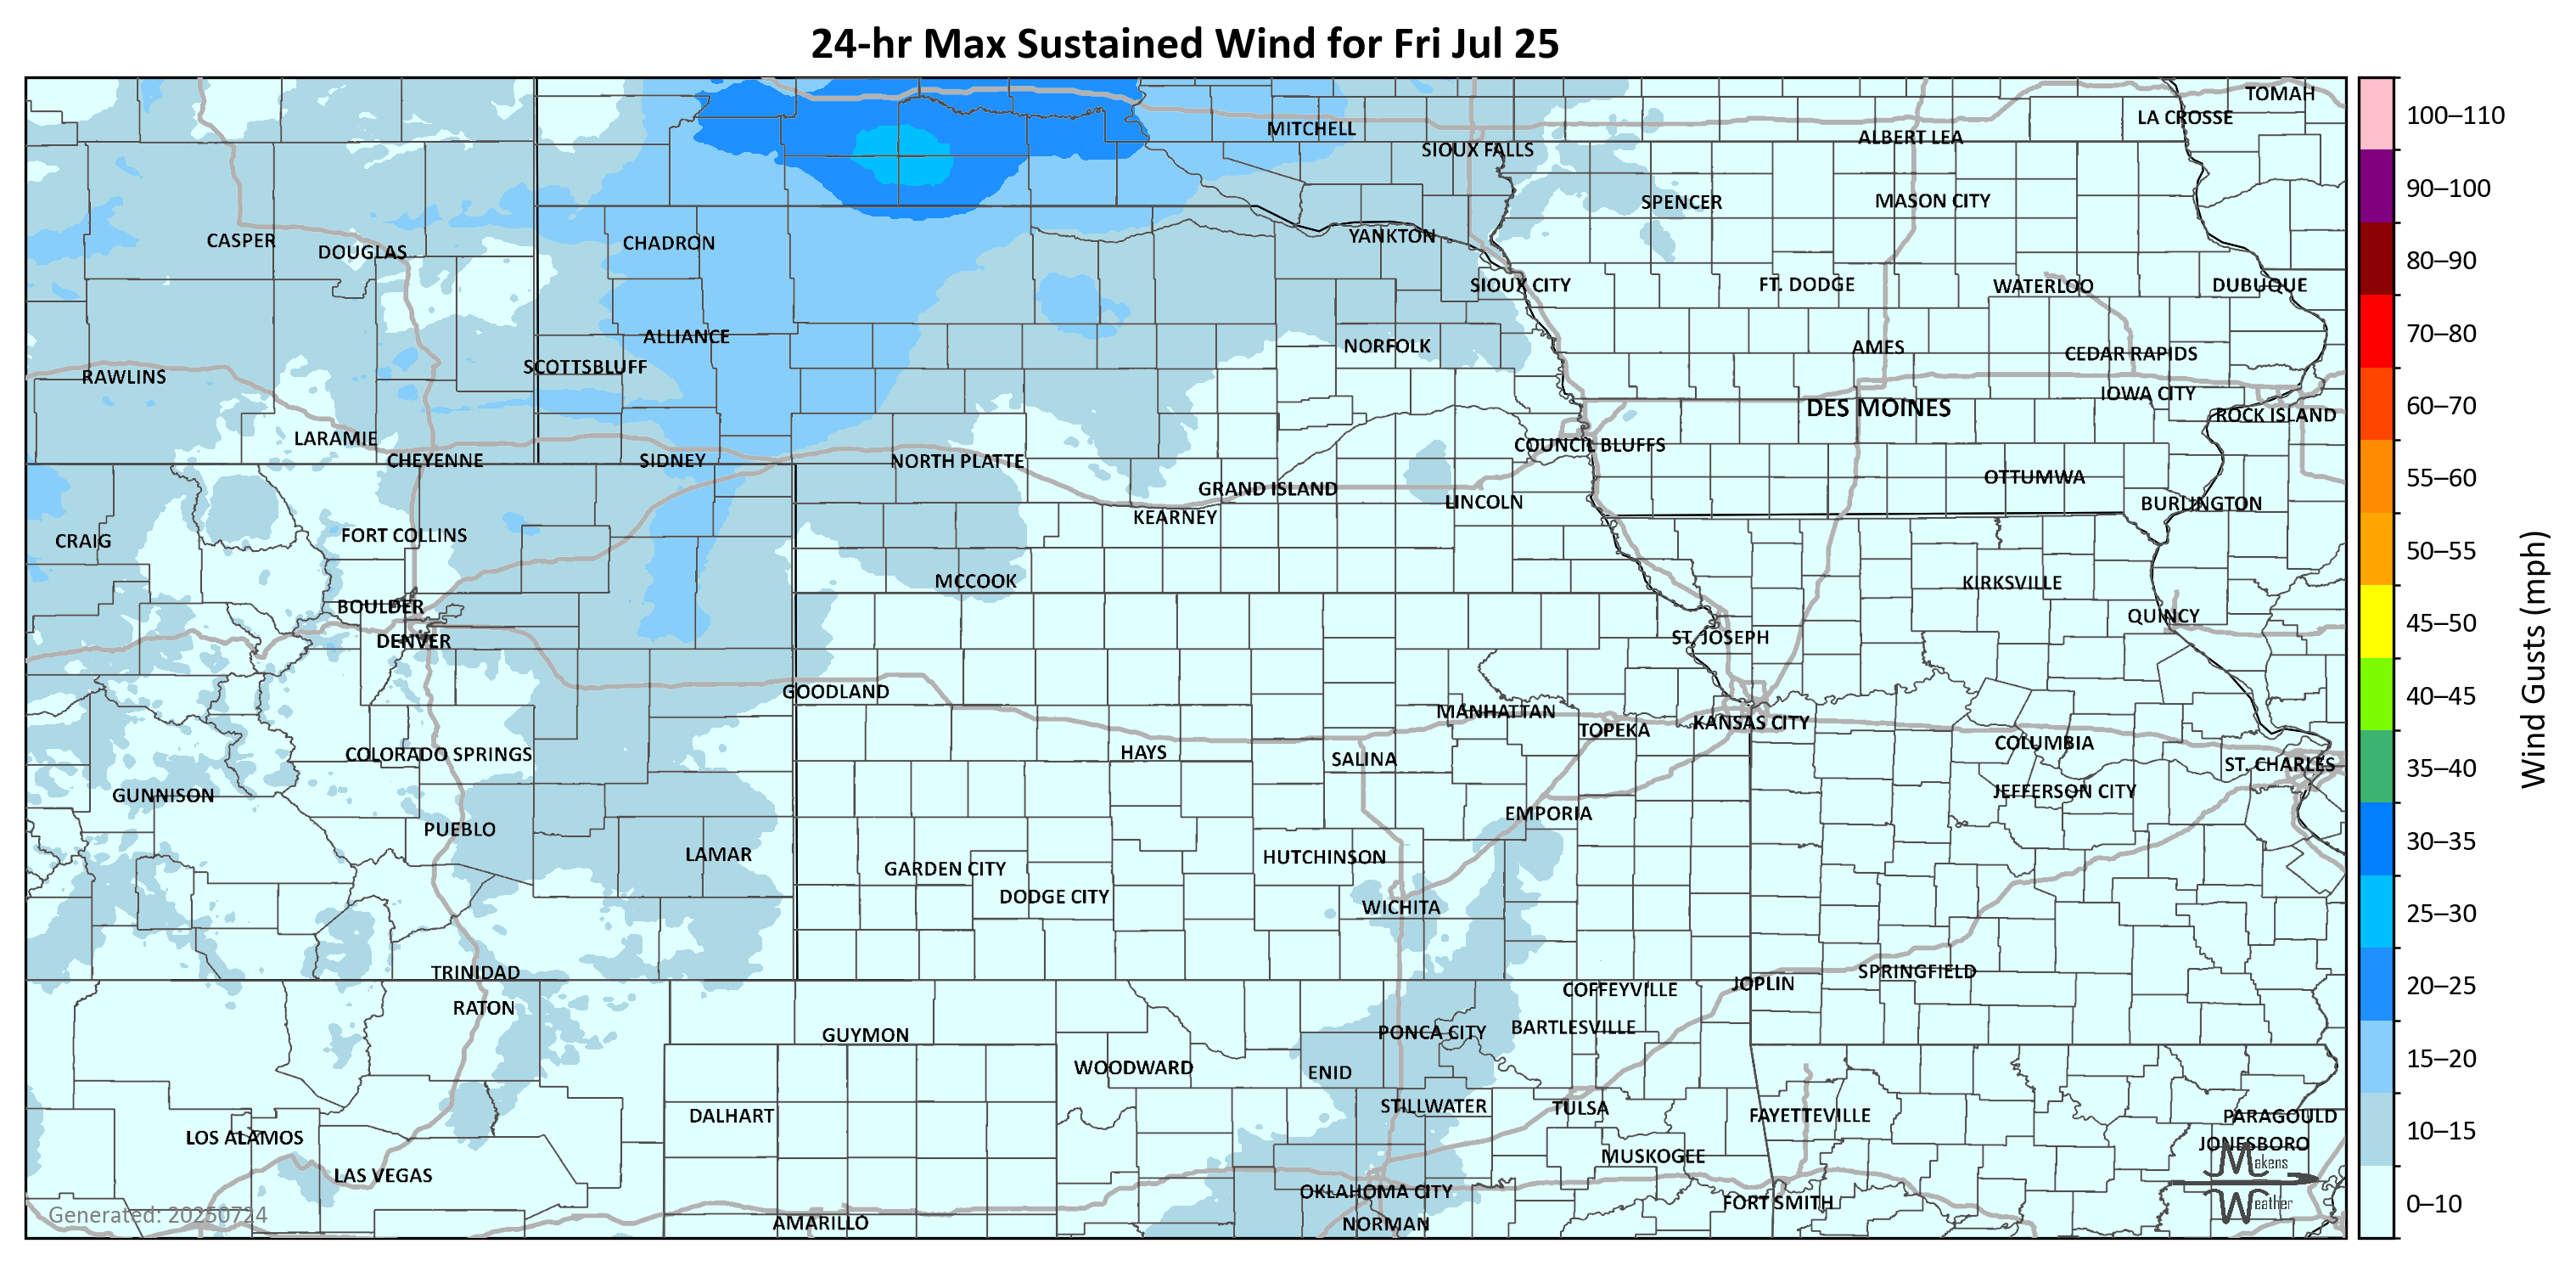 24-hr Max Sustained Wind for Fri Jul 25
TOMAH
LA CROSSE
MITCHELL
ALBERT LEA
SIOUX FALLS
SPENCER
MASON CITY
CASPER
DOUGLAS
CHADRON
YANKTON
SIOUX CITY
FT. DODGE
WATERLOO
DUBUQUE
ALLIANCE
NORFOLK
AMES
CEDAR RAPIDS
SCOTTSBLUFF
RAWLINS
IOWA CITY
DES MOINES
ROCK ISLAND
LARAMIE
COUNCIL BLUFFS
CHEYENNE
SIDNEY
NORTH PLATTE
OTTUMWA
GRAND ISLAND
LINCOLN
BURLINGTON
KEARNEY
CRAIG
FORT COLLINS
MCCOOK
KIRKSVILLE
BOULDER
QUINCY
DENVER
ST. JOSEPH
GOODLAND
MANHATTAN
TOPEKA
KANSAS CITY
COLUMBIA
COLORADO SPRINGS
HAYS
SALINA
ST. CHARLES
GUNNISON
JEFFERSON CITY
EMPORIA
PUEBLO
LAMAR
HUTCHINSON
GARDEN CITY
DODGE CITY
WICHITA
TRINIDAD
SPRINGFIELD
JOPLIN
COFFEYVILLE
RATON
GUYMON
PONCA CITY
BARTLESVILLE
WOODWARD
ENID
STILLWATER
TULSA
DALHART
FAYETTEVILLE
PARAGOULD
LOS ALAMOS
JONESBORO
MUSKOGEE
LAS VEGAS
OKLAHOMA CITY
FORT SMITH
AMARILLO
NORMAN
Generated: 20250724
Makens
Weather
100–110
90–100
80–90
70–80
60–70
55–60
50–55
45–50
40–45
35–40
30–35
25–30
20–25
15–20
10–15
0–10
Wind Gusts (mph)